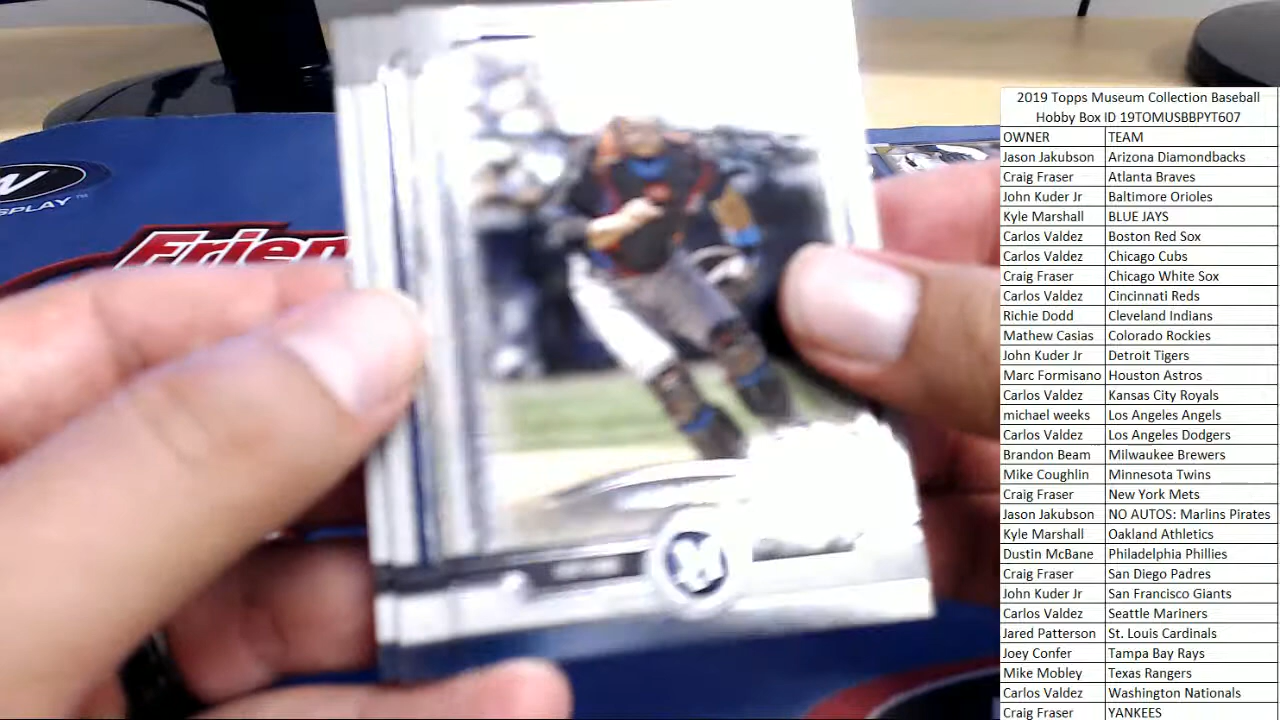 W
SPLAY™
Frien
2019 Topps Museum Collection Baseball
Hobby Box ID 19TOMUSBBPYT607
OWNER TEAM
Jason Jakubson Arizona Diamondbacks
Craig Fraser Atlanta Braves
John Kuder Jr Baltimore Orioles
Kyle Marshall BLUE JAYS
Carlos Valdez Boston Red Sox
Carlos Valdez Chicago Cubs
Craig Fraser Chicago White Sox
Carlos Valdez Cincinnati Reds
Richie Dodd Cleveland Indians
Mathew Casias Colorado Rockies
John Kuder Jr Detroit Tigers
Marc Formisano Houston Astros
Carlos Valdez Kansas City Royals
michael weeks Los Angeles Angels
Carlos Valdez Los Angeles Dodgers
Brandon Beam Milwaukee Brewers
Mike Coughlin Minnesota Twins
Craig Fraser New York Mets
Jason Jakubson NO AUTOS: Marlins Pirates
Kyle Marshall Oakland Athletics
Dustin McBane Philadelphia Phillies
Craig Fraser San Diego Padres
John Kuder Jr San Francisco Giants
Carlos Valdez Seattle Mariners
Jared Patterson St. Louis Cardinals
Joey Confer Tampa Bay Rays
Mike Mobley Texas Rangers
Carlos Valdez Washington Nationals
Craig Fraser YANKEES